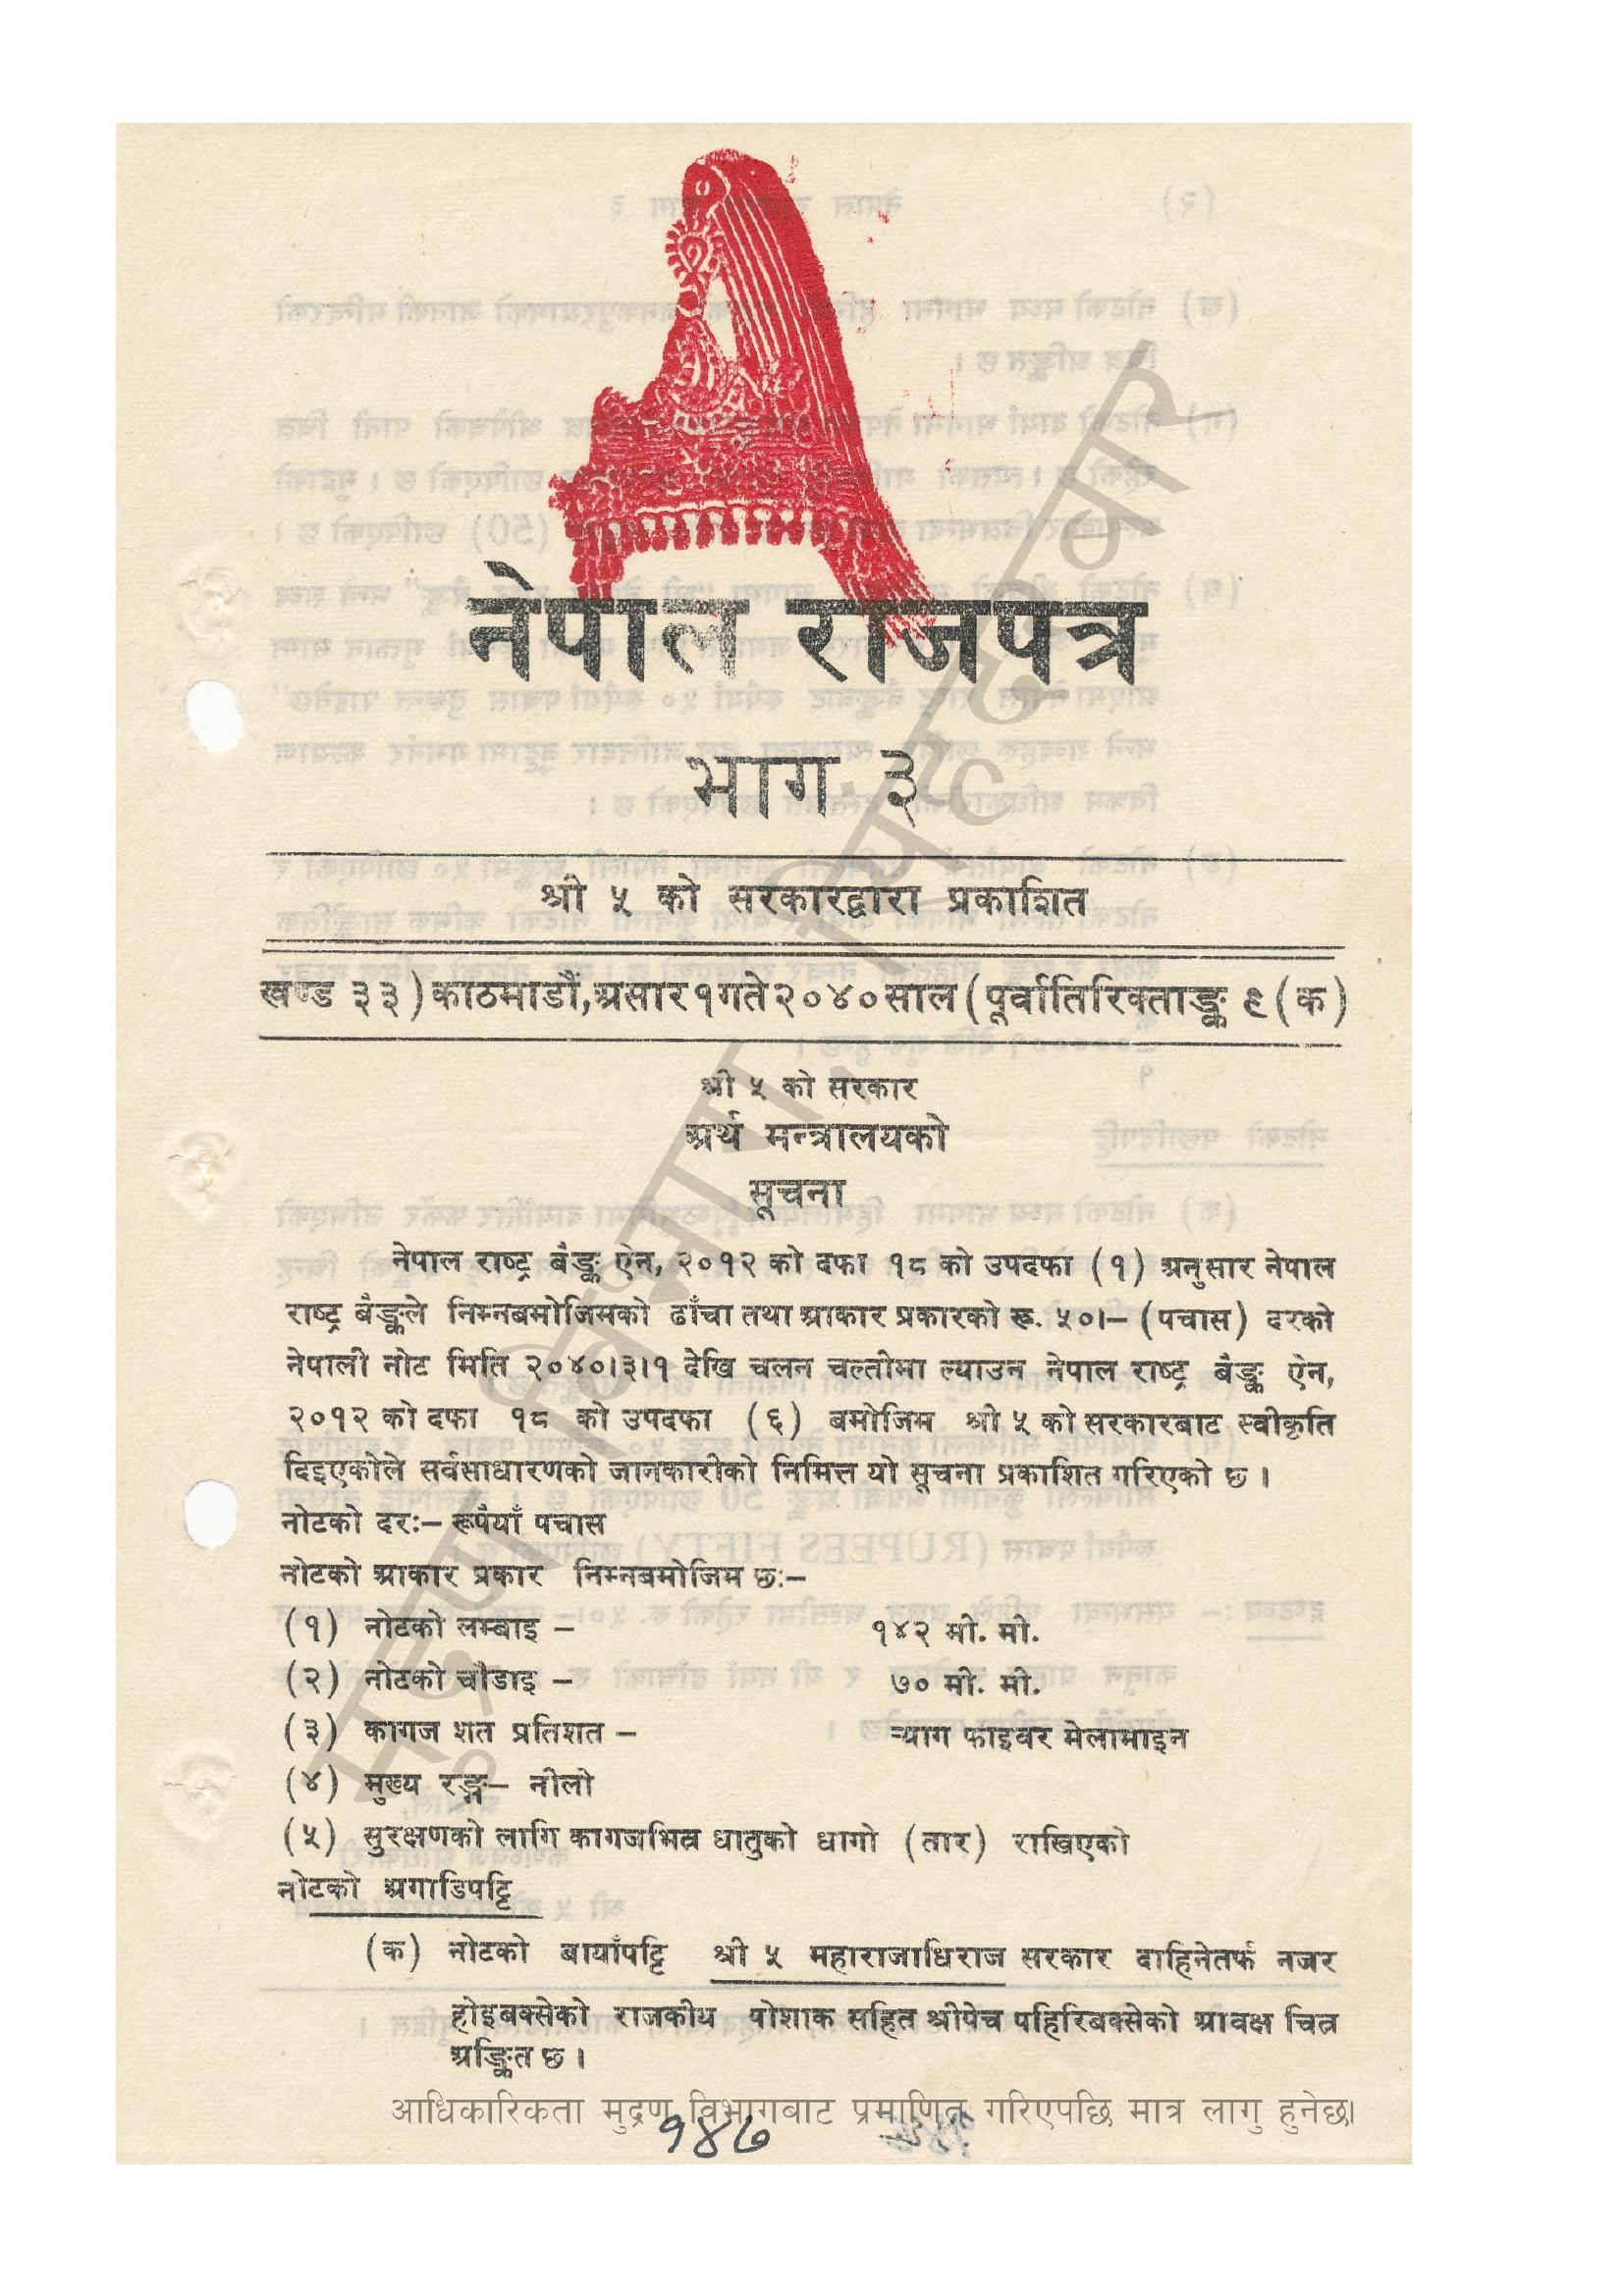 नेपाल राजपत्र
भाग ३
श्री ५ को सरकारद्वारा प्रकाशित
खण्ड ३३) काठमाडौं, असार १ गते २०४० साल (पूर्वातिरिक्ताङ्क ९ (क)
श्री ५ को सरकार
अर्थ मन्त्रालयको
सूचना
नेपाल राष्ट्र बैङ्क ऐन, २०१२ को दफा १८ को उपदफा (१) अनुसार नेपाल
राष्ट्र बैङ्कले निम्नबमोजिमको ढाँचा तथा आकार प्रकारको रू. ५०।– (पचास) दरको
नेपाली नोट मिति २०४०।३।१ देखि चलन चल्तीमा ल्याउन नेपाल राष्ट्र बैङ्क ऐन,
२०१२ को दफा १८ को उपदफा (६) बमोजिम श्री ५ को सरकारबाट स्वीकृति
दिइएकोले सर्वसाधारणको जानकारीको निमित्त यो सूचना प्रकाशित गरिएको छ ।
नोटको दरः– रूपैयाँ पचास
नोटको आकार प्रकार निम्नबमोजिम छः–
(१) नोटको लम्बाइ – १४२ मी. मी.
(२) नोटको चौडाइ – ७० मी. मी.
(३) कागज शत प्रतिशत – ऱ्याग फाइवर मेलामाइन
(४) मुख्य रङ्ग– नीलो
(५) सुरक्षणको लागि कागजभित्र धातुको धागो (तार) राखिएको
नोटको अगाडिपट्टि
(क) नोटको बायाँपट्टि श्री ५ महाराजाधिराज सरकार दाहिनेतर्फ नजर
होइबक्सेको राजकीय पोशाक सहित श्रीपेच पहिरिबक्सेको आवक्ष चित्र
अङ्कित छ ।
आधिकारिकता मुद्रण विभागबाट प्रमाणित गरिएपछि मात्र लागु हुनेछ।
१४७